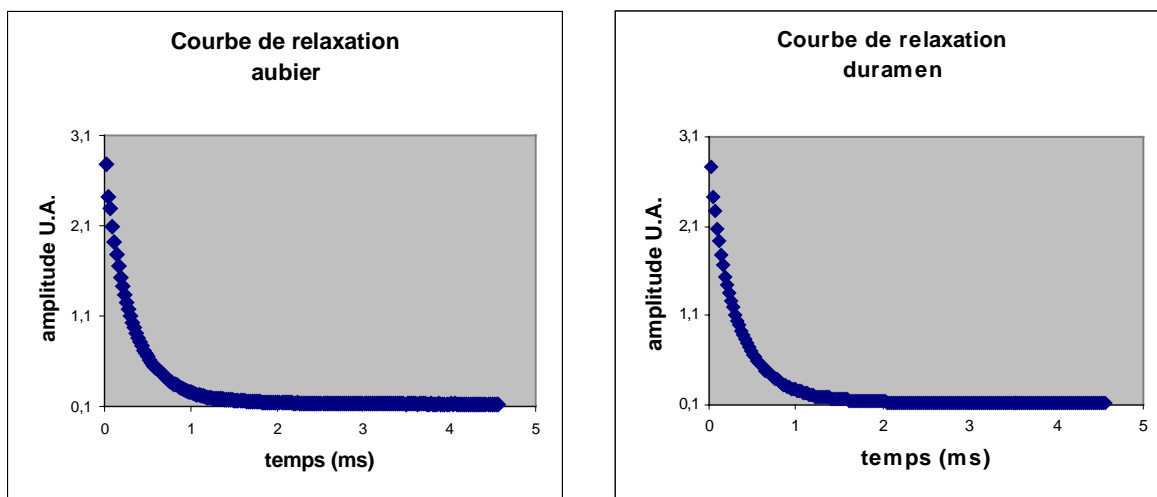 Courbe de relaxation
aubier
3,1
2,1
1,1
0,1
amplitude U.A.
0 1 2 3 4 5
temps (ms)
Courbe de relaxation
duramen
3,1
2,1
1,1
0,1
amplitude U.A.
0 1 2 3 4 5
temps (ms)